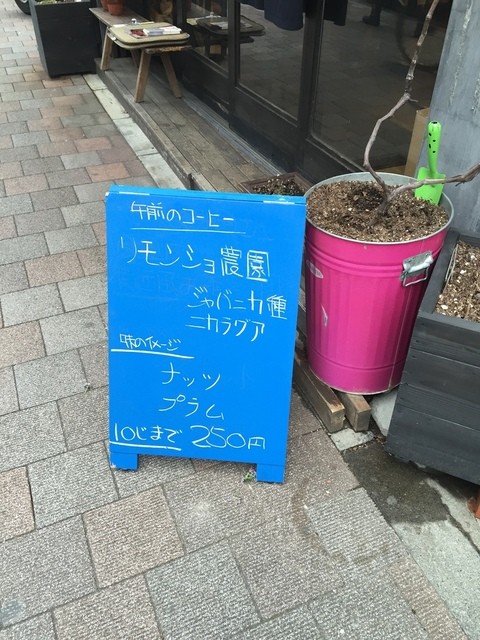 午前のコーヒー
リモンショ農園
ジャバニカ種
ニカラグア
味のイメージ
ナッツ
プラム
10じまで 250円